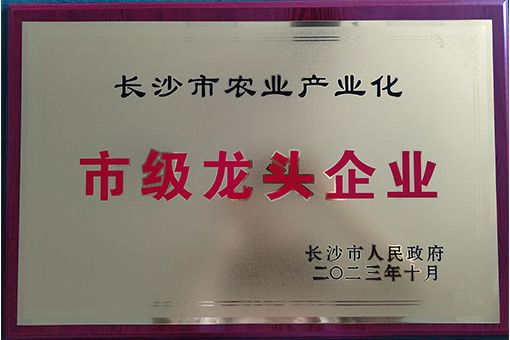 长沙市农业产业化
市级龙头企业
长沙市人民政府
二〇二三年十月